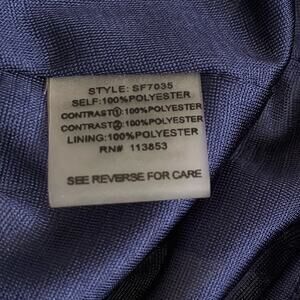 STYLE: SF7035
SELF:100%POLYESTER
CONTRAST①:100%POLYESTER
CONTRAST②:100%POLYESTER
LINING:100%POLYESTER
RN# 113853
SEE REVERSE FOR CARE